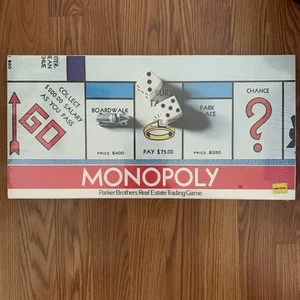 COLLECT
$200.00 SALARY
AS YOU PASS
GO
BOARDWALK
PRICE $400
PAY $75.00
PARK
PLACE
PRICE $350
CHANCE
?
MONOPOLY
Parker Brothers Real Estate Trading Game